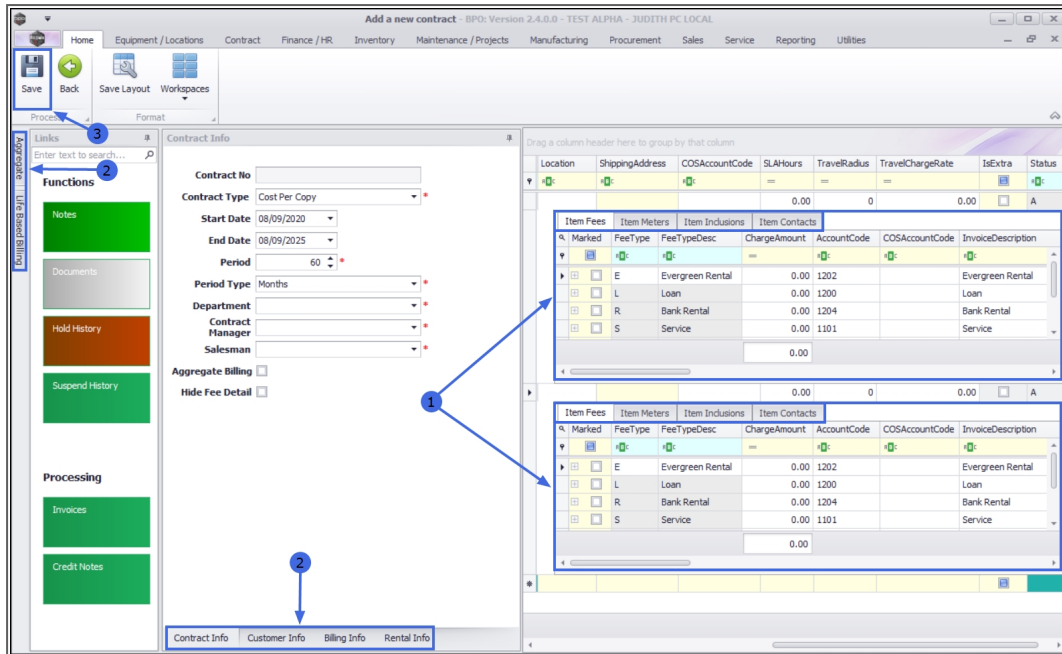 Add a new contract - BPO: Version 2.4.0.0 - TEST ALPHA - JUDITH PC LOCAL
Home Equipment / Locations Contract Finance / HR Inventory Maintenance / Projects Manufacturing Procurement Sales Service Reporting Utilities
Save Back Save Layout Workspaces
Process Format
3
Aggregate
Life Based Billing
2
Links
Enter text to search...
Functions
Notes
Documents
Hold History
Suspend History
Processing
Invoices
Credit Notes
Contract Info
Contract No
Contract Type Cost Per Copy *
Start Date 08/09/2020
End Date 08/09/2025
Period 60 *
Period Type Months *
Department *
Contract Manager *
Salesman *
Aggregate Billing
Hide Fee Detail
1
2
Contract Info Customer Info Billing Info Rental Info
Drag a column header here to group by that column
Location ShippingAddress COSAccountCode SLAHours TravelRadius TravelChargeRate IsExtra Status
0.00 0 0.00 A
Item Fees Item Meters Item Inclusions Item Contacts
Marked FeeType FeeTypeDesc ChargeAmount AccountCode COSAccountCode InvoiceDescription
E Evergreen Rental 0.00 1202 Evergreen Rental
L Loan 0.00 1200 Loan
R Bank Rental 0.00 1204 Bank Rental
S Service 0.00 1101 Service
0.00
0.00 0 0.00 A
Item Fees Item Meters Item Inclusions Item Contacts
Marked FeeType FeeTypeDesc ChargeAmount AccountCode COSAccountCode InvoiceDescription
E Evergreen Rental 0.00 1202 Evergreen Rental
L Loan 0.00 1200 Loan
R Bank Rental 0.00 1204 Bank Rental
S Service 0.00 1101 Service
0.00